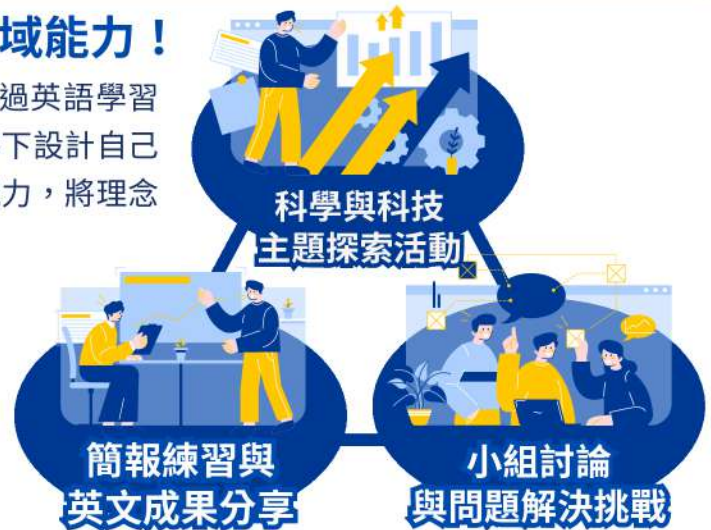 域能力！
過英語學習
下設計自己
力，將理念
科學與科技
主題探索活動
簡報練習與
英文成果分享
小組討論
與問題解決挑戰